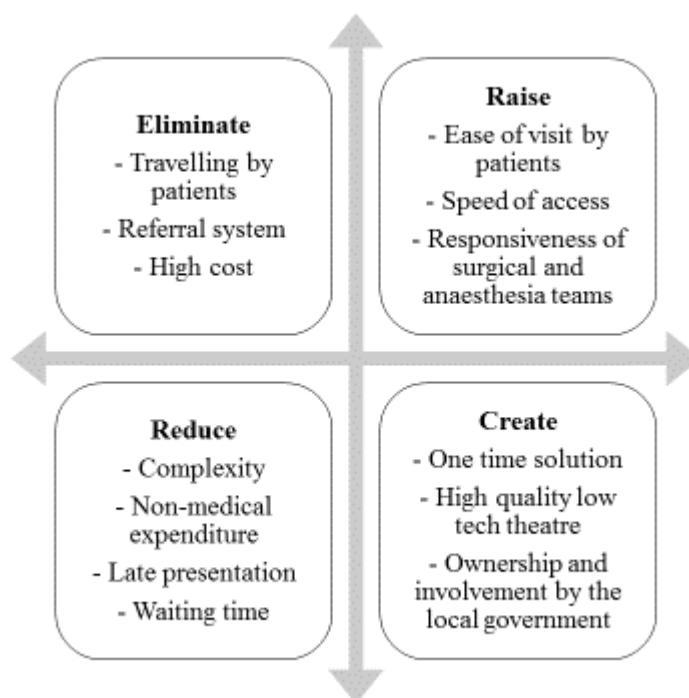 Eliminate
- Travelling by
patients
- Referral system
- High cost
Raise
- Ease of visit by
patients
- Speed of access
- Responsiveness of
surgical and
anaesthesia teams
Reduce
- Complexity
- Non-medical
expenditure
- Late presentation
- Waiting time
Create
- One time solution
- High quality low
tech theatre
- Ownership and
involvement by the
local government